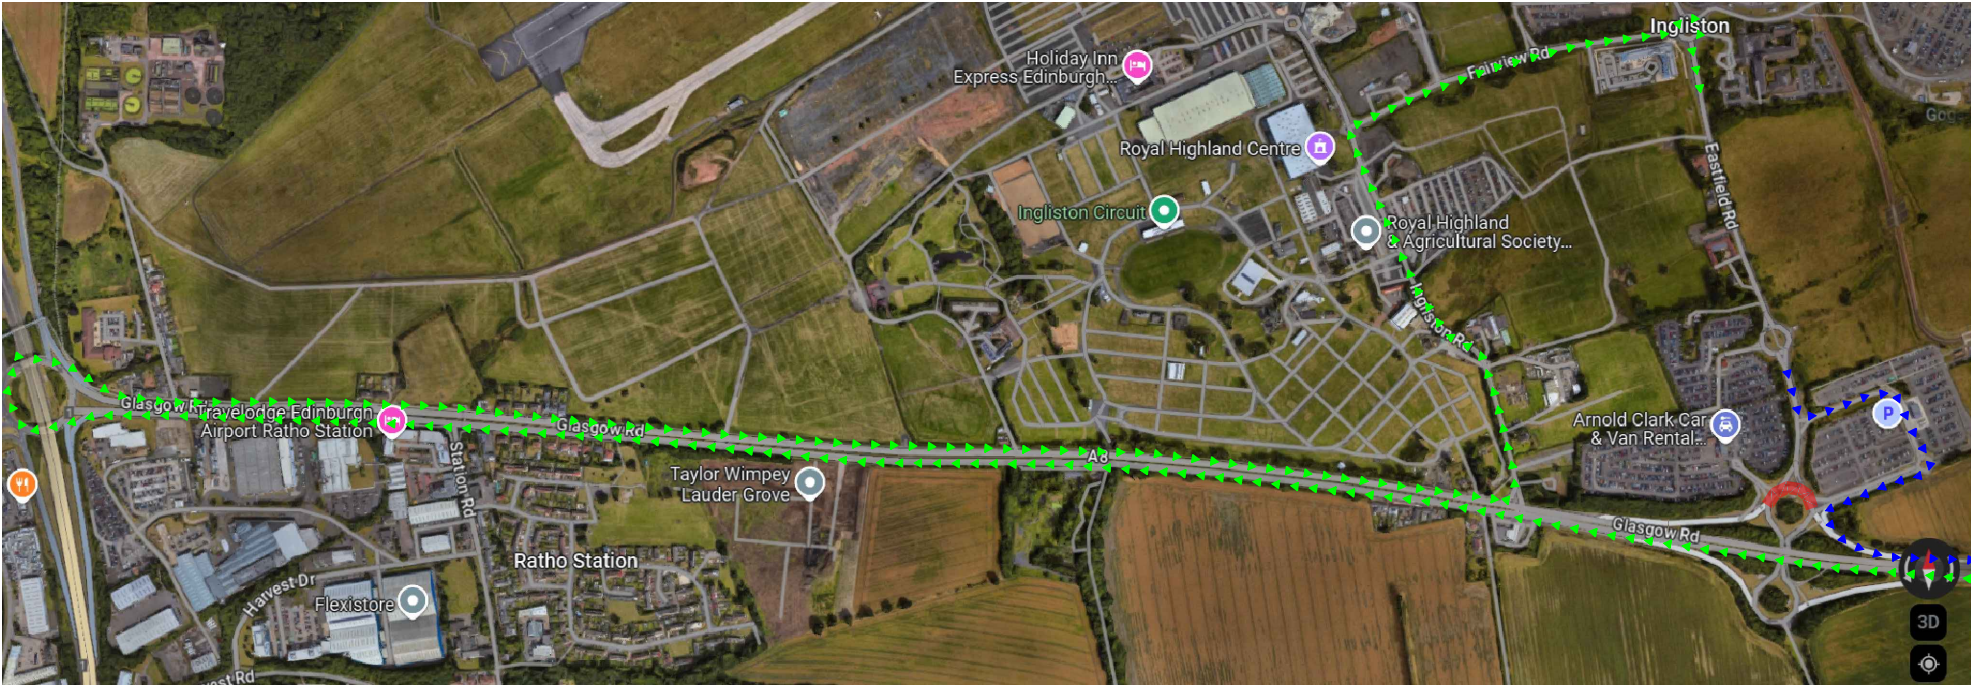 Ingliston
Holiday Inn
Express Edinburgh...
Fairview Rd
Royal Highland Centre
Gog
Eastfield Rd
Ingliston Circuit
Royal Highland
& Agricultural Society...
Ingliston Rd
Glasgow R
Travelodge Edinburgh
Airport Ratho Station
Glasgow Rd
Station Rd
A8
P
Arnold Clark Car
& Van Rental...
Taylor Wimpey
Lauder Grove
Glasgow Rd
Ratho Station
Harvest Dr
Flexistore
3D
vest Rd